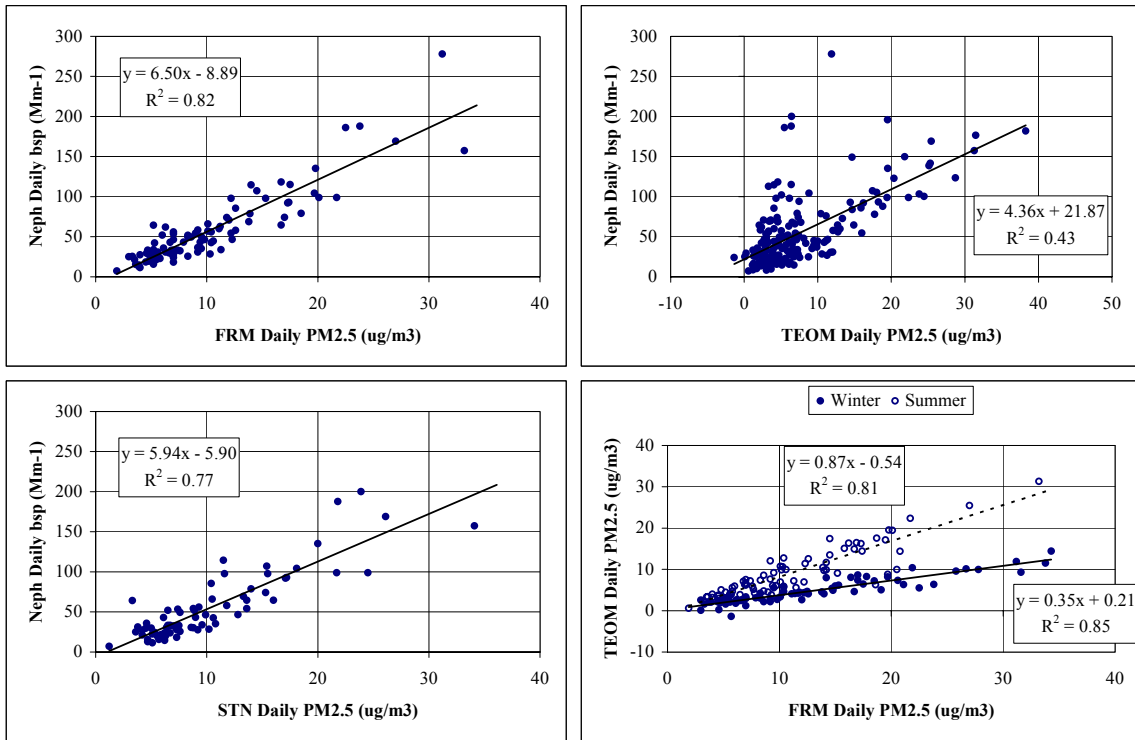 300
250
200
150
100
50
0
Neph Daily bsp (Mm-1)
y = 6.50x - 8.89
R² = 0.82
0 10 20 30 40
FRM Daily PM2.5 (ug/m3)
300
250
200
150
100
50
0
Neph Daily bsp (Mm-1)
y = 4.36x + 21.87
R² = 0.43
-10 0 10 20 30 40 50
TEOM Daily PM2.5 (ug/m3)
300
250
200
150
100
50
0
Neph Daily bsp (Mm-1)
y = 5.94x - 5.90
R² = 0.77
0 10 20 30 40
STN Daily PM2.5 (ug/m3)
Winter Summer
40
30
20
10
0
-10
TEOM Daily PM2.5 (ug/m3)
y = 0.87x - 0.54
R² = 0.81
y = 0.35x + 0.21
R² = 0.85
0 10 20 30 40
FRM Daily PM2.5 (ug/m3)